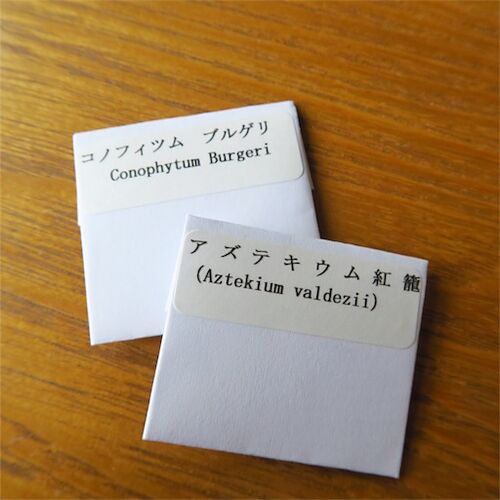 コノフィツム ブルゲリ
Conophytum Burgeri
アズテキウム紅籠
(Aztekium valdezii)